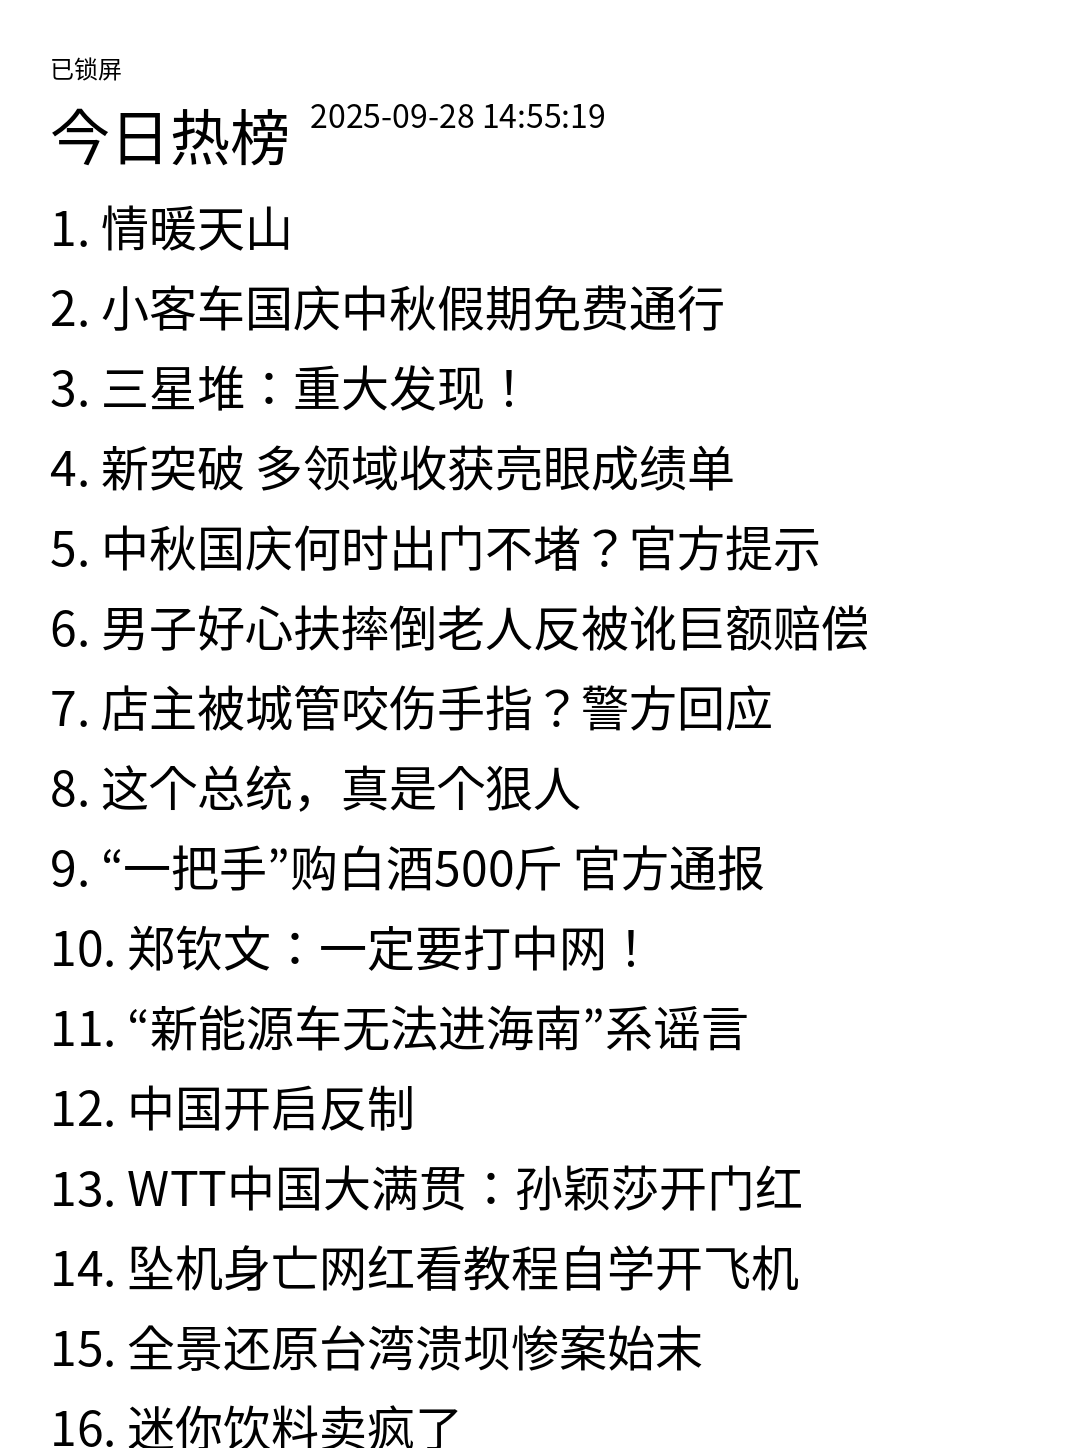 已锁屏
今日热榜 2025-09-28 14:55:19
1. 情暖天山
2. 小客车国庆中秋假期免费通行
3. 三星堆：重大发现！
4. 新突破 多领域收获亮眼成绩单
5. 中秋国庆何时出门不堵？官方提示
6. 男子好心扶摔倒老人反被讹巨额赔偿
7. 店主被城管咬伤手指？警方回应
8. 这个总统，真是个狠人
9. “一把手”购白酒500斤 官方通报
10. 郑钦文：一定要打中网！
11. “新能源车无法进海南”系谣言
12. 中国开启反制
13. WTT中国大满贯：孙颖莎开门红
14. 坠机身亡网红看教程自学开飞机
15. 全景还原台湾溃坝惨案始末
16. 迷你饮料卖疯了